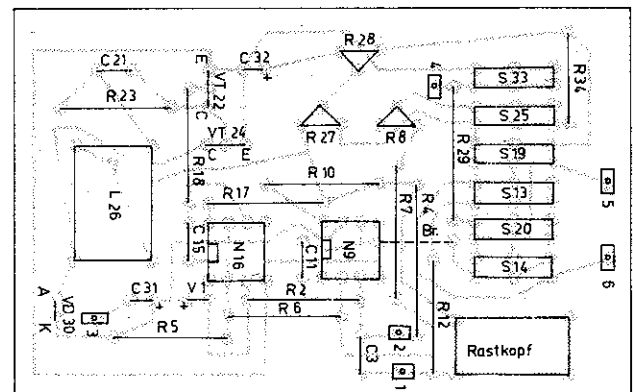 R 28
C 21
E
C 32
+
VT 22
4
S 33
R 34
R 23
C
S 25
VT 24
C E
R 27
R 8
R 29
S 19
R 18
R 10
L 26
R 17
R 7
R 4
S 13
5
C 15
N 16
C 11
N 9
Br.
S 20
S 14
6
A
K
VD 30
3
C 31
+
V 1
+
R 2
R 6
R 5
R 12
2
C 3
1
Rastkopf